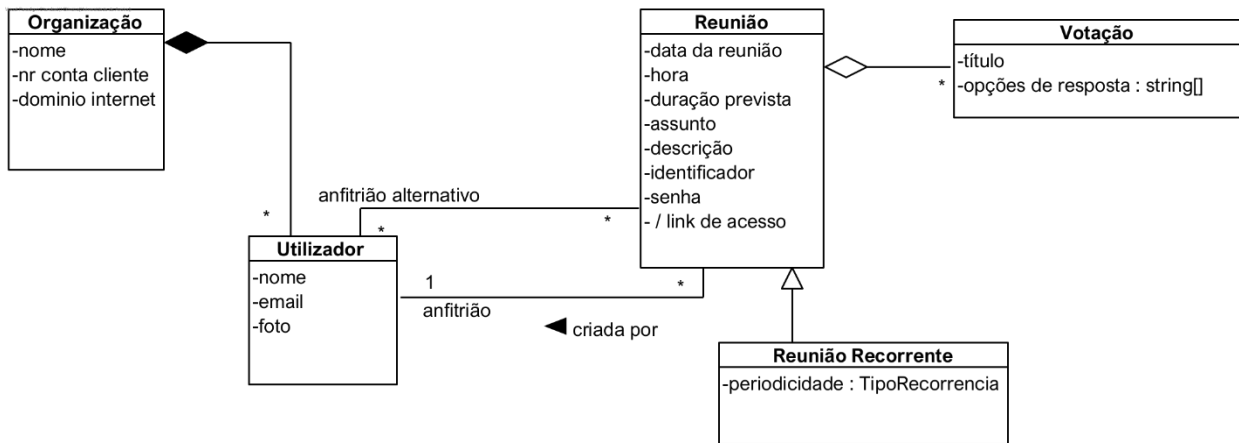 Organização
-nome
-nr conta cliente
-dominio internet
Reunião
-data da reunião
-hora
-duração prevista
-assunto
-descrição
-identificador
-senha
- / link de acesso
Votação
-título
-opções de resposta : string[]
*
anfitrião alternativo
*
*
*
Utilizador
-nome
-email
-foto
1
anfitrião
*
◄ criada por
Reunião Recorrente
-periodicidade : TipoRecorrencia